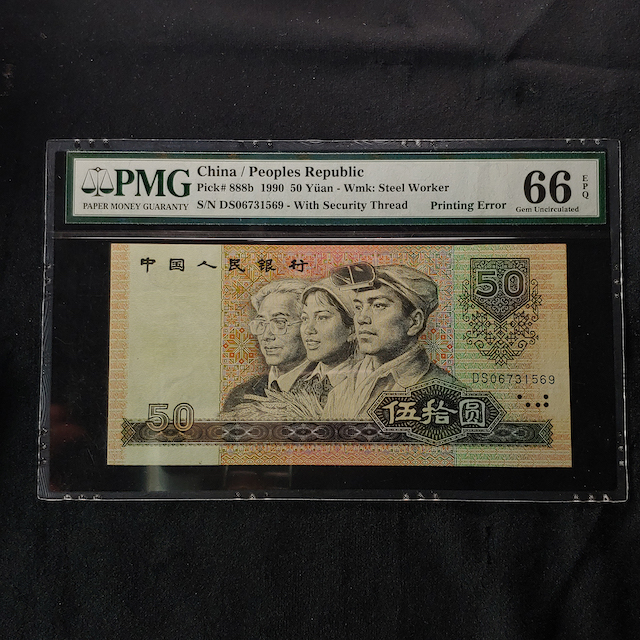 PMG
PAPER MONEY GUARANTY
China / Peoples Republic
Pick# 888b 1990 50 Yüan - Wmk: Steel Worker
S/N DS06731569 - With Security Thread Printing Error
66 EPQ
Gem Uncirculated
中国人民银行
50
DS06731569
50
伍拾圆